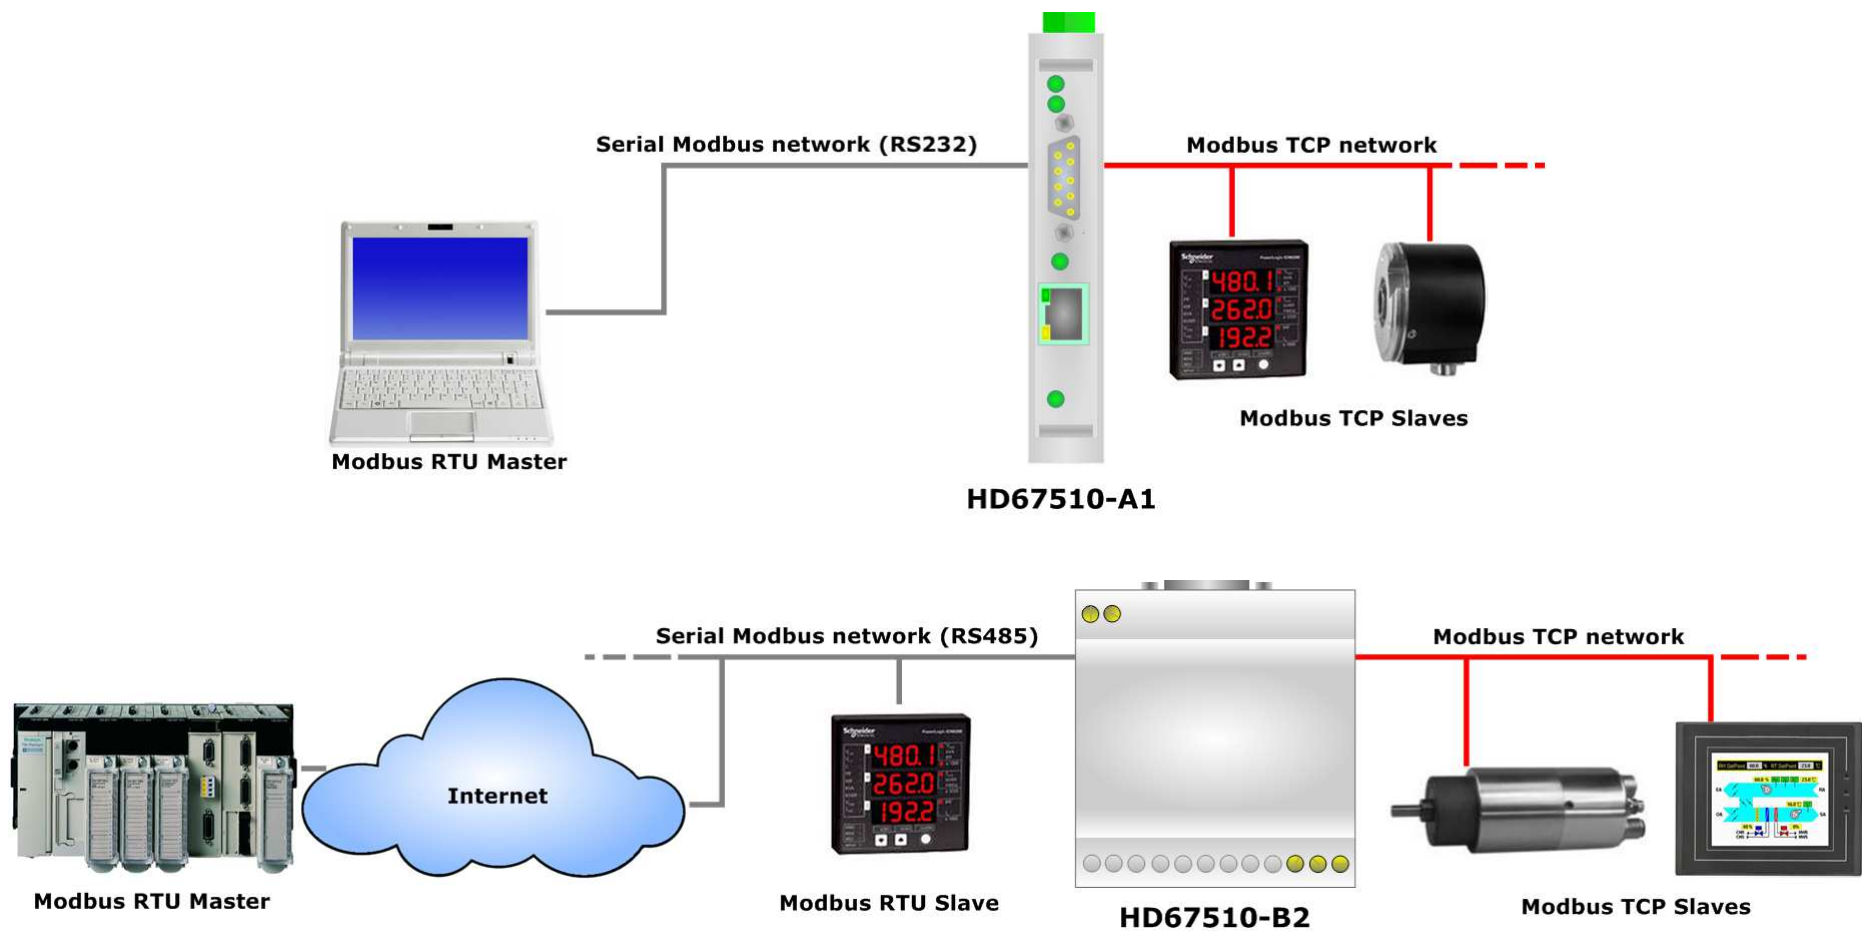 Serial Modbus network (RS232)
Modbus TCP network
Schneider
480.1
262.0
192.2
Modbus TCP Slaves
Modbus RTU Master
HD67510-A1
Serial Modbus network (RS485)
Modbus TCP network
Schneider
480.1
262.0
192.2
Internet
Modbus RTU Master
Modbus RTU Slave
HD67510-B2
Modbus TCP Slaves